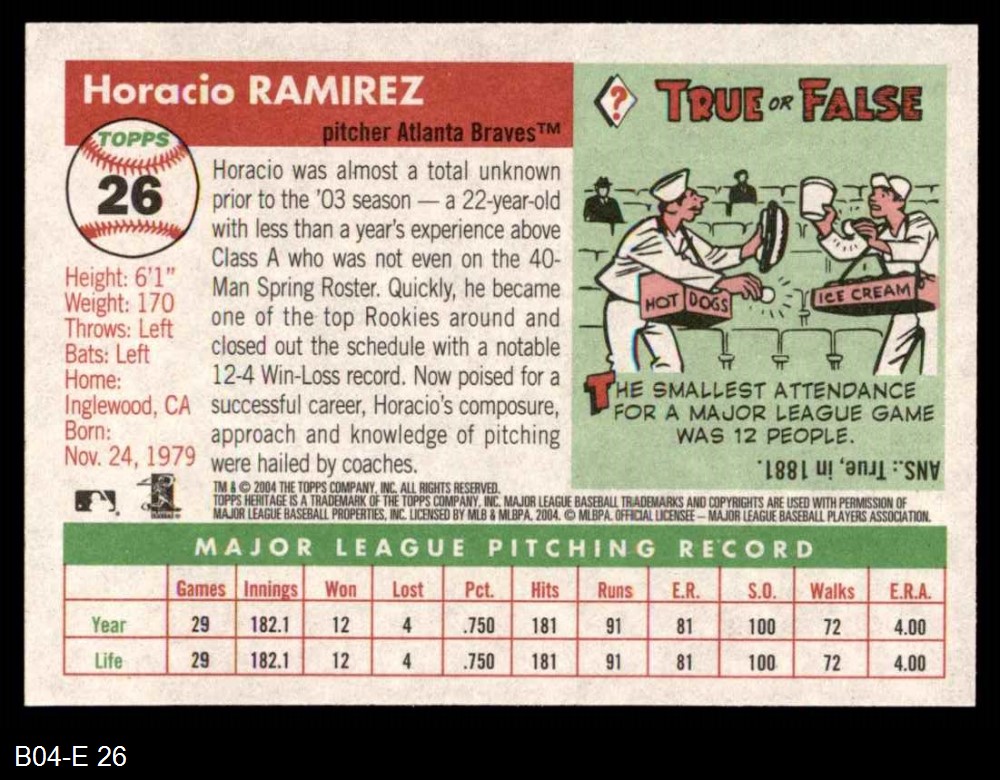 Horacio RAMIREZ
pitcher Atlanta Braves™
TOPPS
26
Height: 6'1"
Weight: 170
Throws: Left
Bats: Left
Home:
Inglewood, CA
Born:
Nov. 24, 1979
Horacio was almost a total unknown
prior to the '03 season — a 22-year-old
with less than a year's experience above
Class A who was not even on the 40-
Man Spring Roster. Quickly, he became
one of the top Rookies around and
closed out the schedule with a notable
12-4 Win-Loss record. Now poised for a
successful career, Horacio's composure,
approach and knowledge of pitching
were hailed by coaches.
? TRUE OR FALSE
HOT DOGS
ICE CREAM
THE SMALLEST ATTENDANCE
FOR A MAJOR LEAGUE GAME
WAS 12 PEOPLE.
ANS.: True, in 1881.
TM & © 2004 THE TOPPS COMPANY, INC. ALL RIGHTS RESERVED.
TOPPS HERITAGE IS A TRADEMARK OF THE TOPPS COMPANY, INC. MAJOR LEAGUE BASEBALL TRADEMARKS AND COPYRIGHTS ARE USED WITH PERMISSION OF
MAJOR LEAGUE BASEBALL PROPERTIES, INC. LICENSED BY MLB & MLBPA, 2004. © MLBPA. OFFICIAL LICENSEE – MAJOR LEAGUE BASEBALL PLAYERS ASSOCIATION.
MAJOR LEAGUE PITCHING RECORD
Games Innings Won Lost Pct. Hits Runs E.R. S.O. Walks E.R.A.
Year 29 182.1 12 4 .750 181 91 81 100 72 4.00
Life 29 182.1 12 4 .750 181 91 81 100 72 4.00
B04-E 26